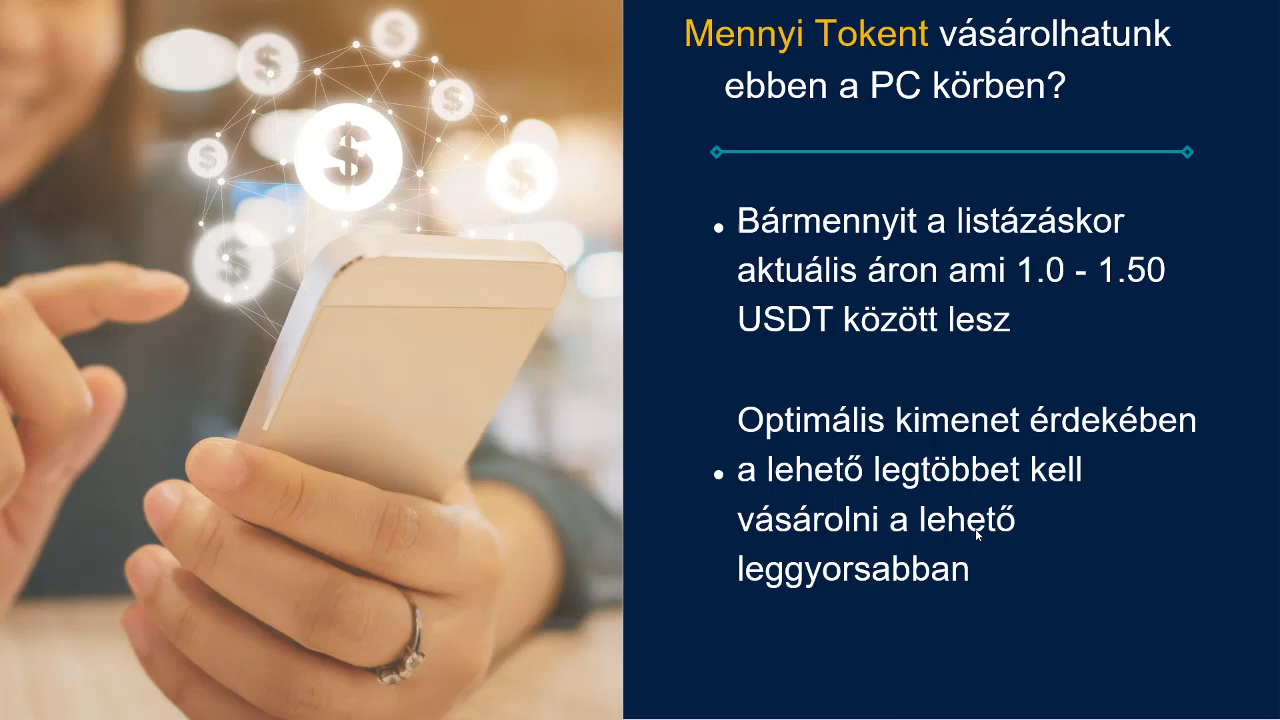 Mennyi Tokent vásárolhatunk
ebben a PC körben?
• Bármennyit a listázáskor
aktuális áron ami 1.0 - 1.50
USDT között lesz
Optimális kimenet érdekében
• a lehető legtöbbet kell
vásárolni a lehető
leggyorsabban